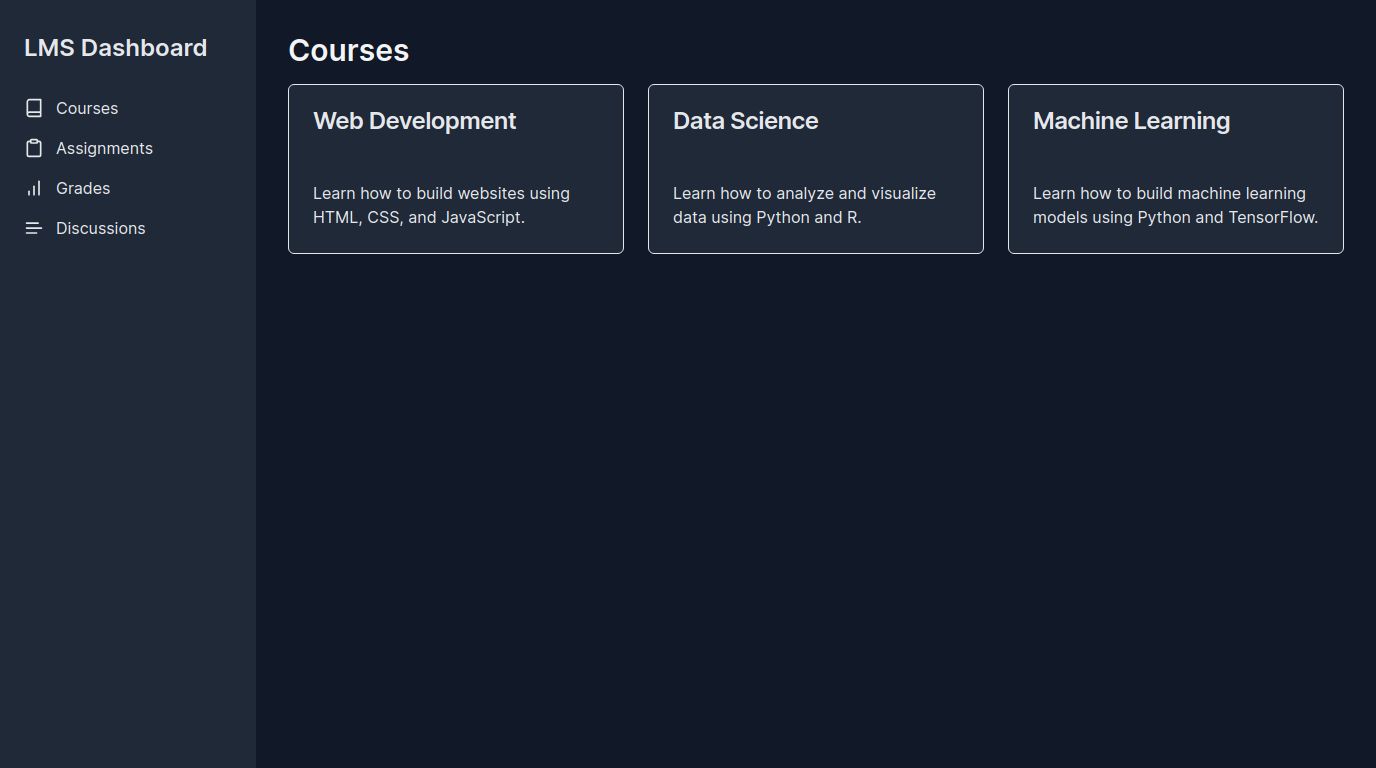 LMS Dashboard
Courses
Assignments
Grades
Discussions
Courses
Web Development
Learn how to build websites using
HTML, CSS, and JavaScript.
Data Science
Learn how to analyze and visualize
data using Python and R.
Machine Learning
Learn how to build machine learning
models using Python and TensorFlow.